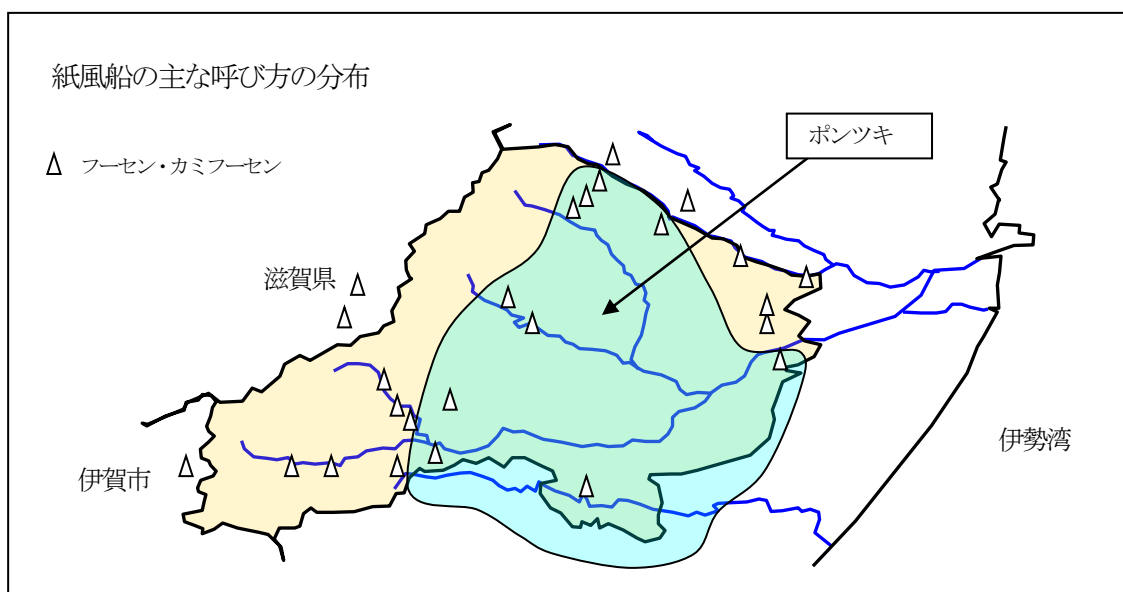 紙風船の主な呼び方の分布
ポンツキ
フーセン・カミフーセン
滋賀県
伊勢湾
伊賀市